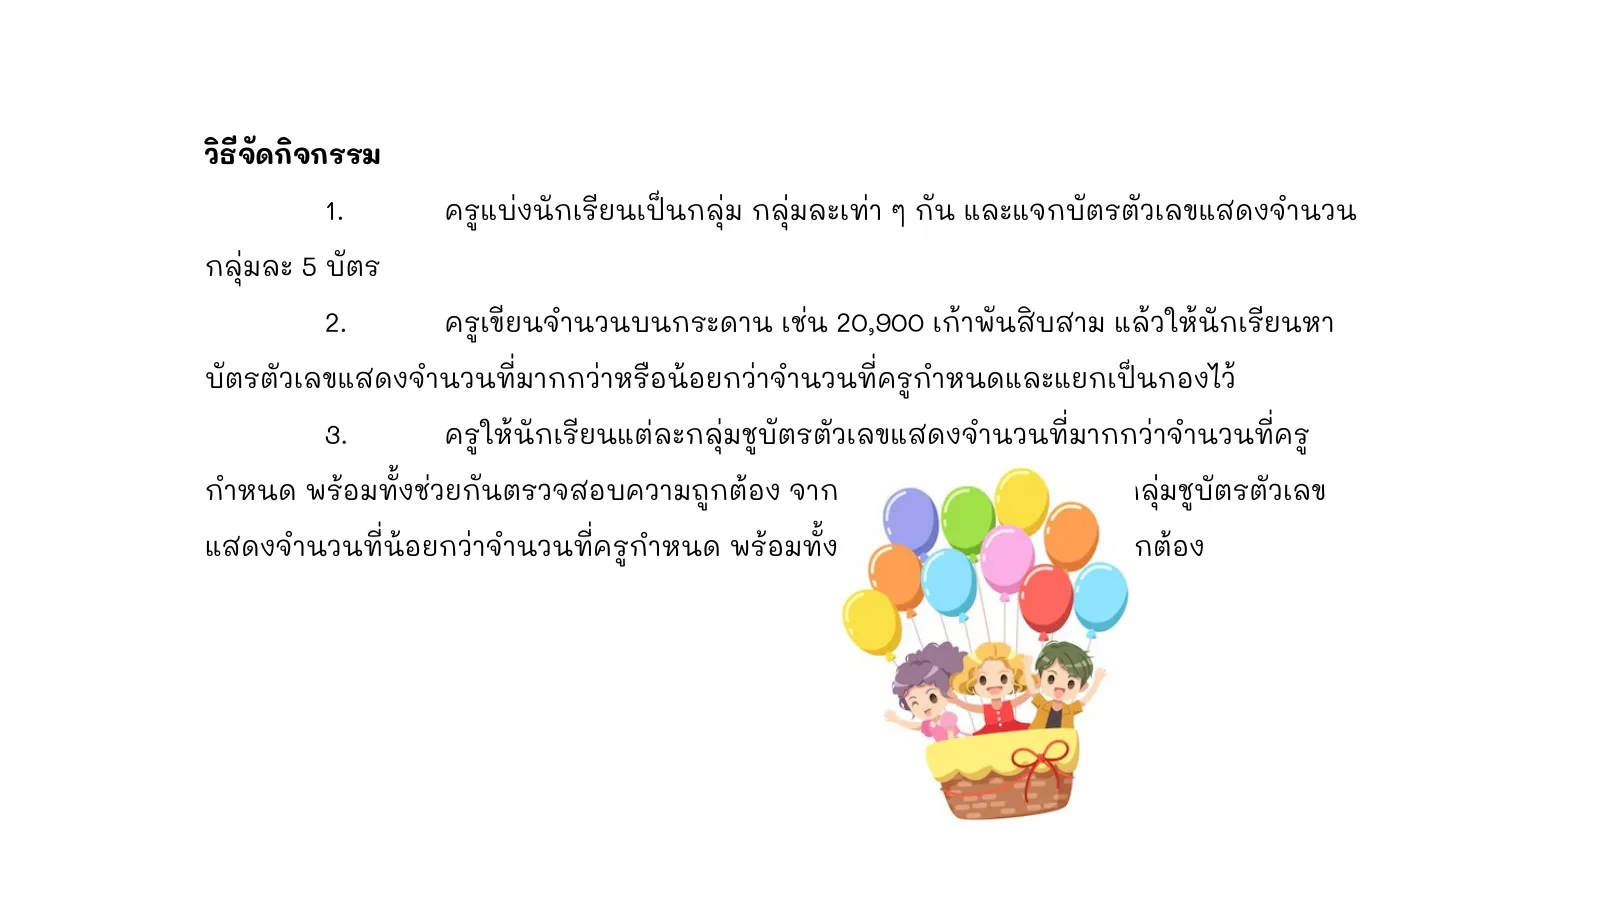 วิธีจัดกิจกรรม
1. ครูแบ่งนักเรียนเป็นกลุ่ม กลุ่มละเท่า ๆ กัน และแจกบัตรตัวเลขแสดงจำนวน
กลุ่มละ 5 บัตร
2. ครูเขียนจำนวนบนกระดาน เช่น 20,900 เก้าพันสิบสาม แล้วให้นักเรียนหา
บัตรตัวเลขแสดงจำนวนที่มากกว่าหรือน้อยกว่าจำนวนที่ครูกำหนดและแยกเป็นกองไว้
3. ครูให้นักเรียนแต่ละกลุ่มชูบัตรตัวเลขแสดงจำนวนที่มากกว่าจำนวนที่ครู
กำหนด พร้อมทั้งช่วยกันตรวจสอบความถูกต้อง จาก ลุ่มชูบัตรตัวเลข
แสดงจำนวนที่น้อยกว่าจำนวนที่ครูกำหนด พร้อมทั้ง กต้อง